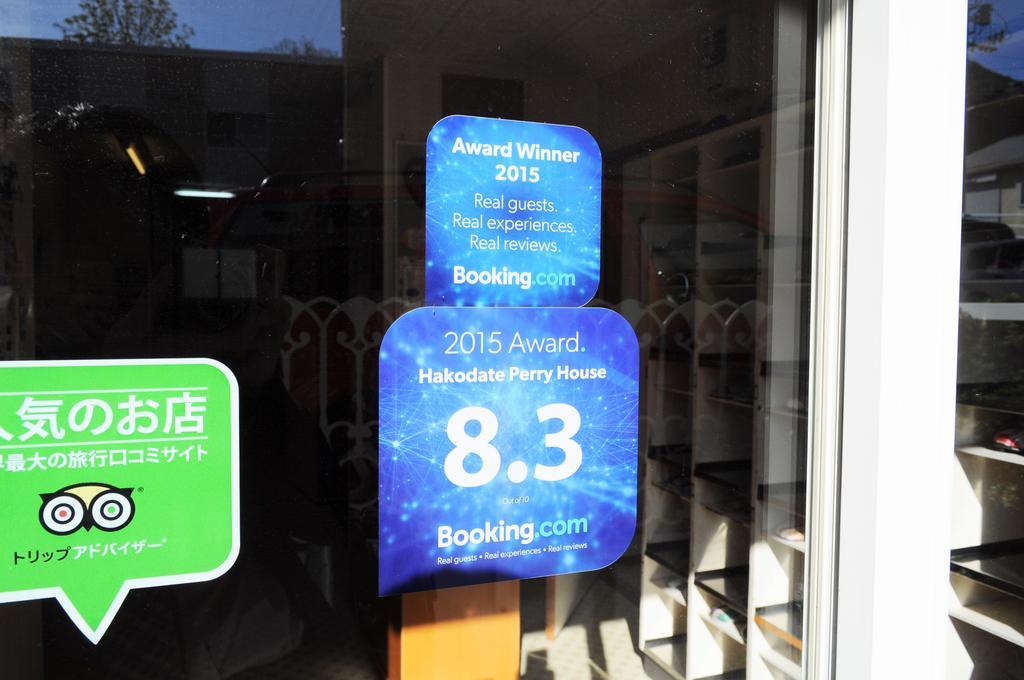 Award Winner
2015
Real guests.
Real experiences.
Real reviews.
Booking.com
2015 Award.
Hakodate Perry House
8.3
Out of 10
Booking.com
Real guests • Real experiences • Real reviews
人気のお店
界最大の旅行口コミサイト
トリップアドバイザー®